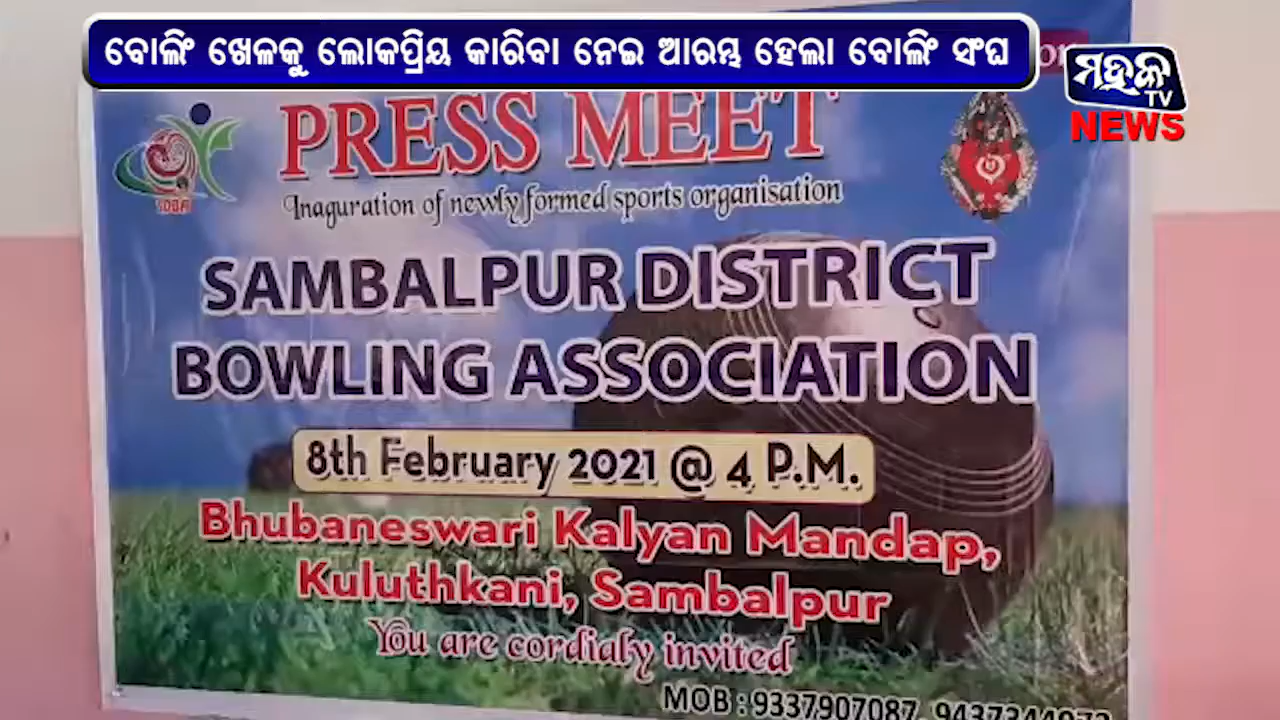 ବୋଲିଂ ଖେଳକୁ ଲୋକପ୍ରିୟ କାରିବା ନେଇ ଆରମ୍ଭ ହେଲା ବୋଲିଂ ସଂଘ
ମହକ
TV
NEWS
PRESS MEET
Inaguration of newly formed sports organisation
SAMBALPUR DISTRICT
BOWLING ASSOCIATION
8th February 2021 @ 4 P.M.
Bhubaneswari Kalyan Mandap,
Kuluthkani, Sambalpur
You are cordialy invited
MOB : 9337907087,